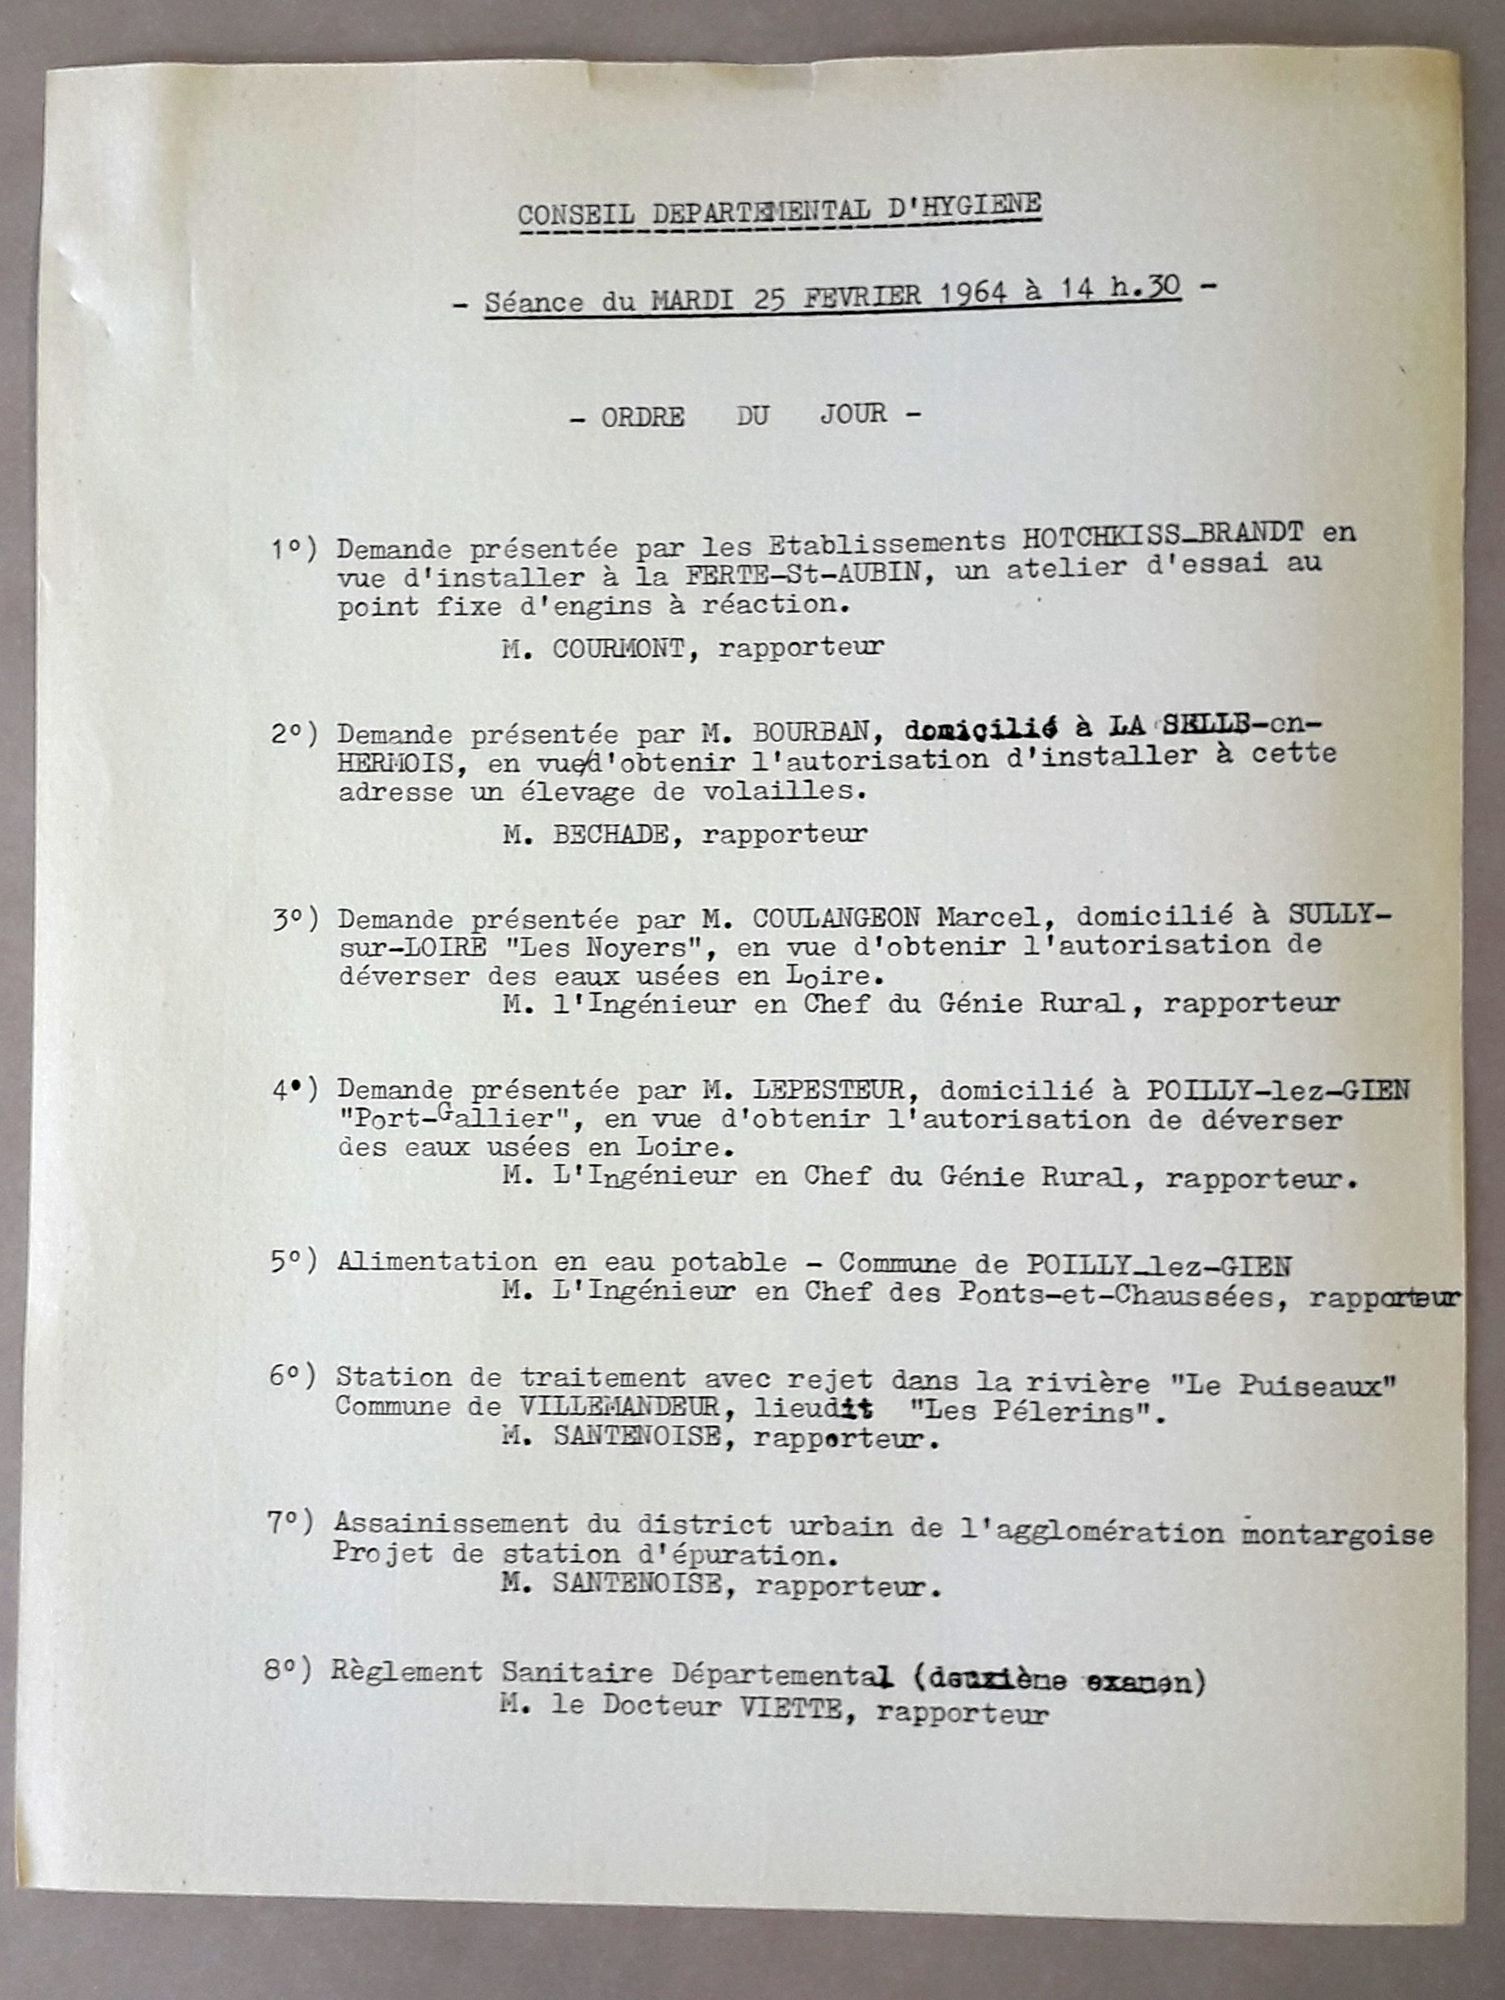 CONSEIL DEPARTEMENTAL D'HYGIENE
- Séance du MARDI 25 FEVRIER 1964 à 14 h.30 -
- ORDRE DU JOUR -
1°) Demande présentée par les Etablissements HOTCHKISS_BRANDT en
vue d'installer à la FERTE-St-AUBIN, un atelier d'essai au
point fixe d'engins à réaction.
M. COURMONT, rapporteur
2°) Demande présentée par M. BOURBAN, domicilié à LA SELLE-en-
HERMOIS, en vue/d'obtenir l'autorisation d'installer à cette
adresse un élevage de volailles.
M. BECHADE, rapporteur
3°) Demande présentée par M. COULANGEON Marcel, domicilié à SULLY-
sur-LOIRE "Les Noyers", en vue d'obtenir l'autorisation de
déverser des eaux usées en Loire.
M. l'Ingénieur en Chef du Génie Rural, rapporteur
4°) Demande présentée par M. LEPESTEUR, domicilié à POILLY-lez-GIEN
"Port-Gallier", en vue d'obtenir l'autorisation de déverser
des eaux usées en Loire.
M. L'Ingénieur en Chef du Génie Rural, rapporteur.
5°) Alimentation en eau potable - Commune de POILLY_lez-GIEN
M. L'Ingénieur en Chef des Ponts-et-Chaussées, rapporteur
6°) Station de traitement avec rejet dans la rivière "Le Puiseaux"
Commune de VILLEMANDEUR, lieudit "Les Pélerins".
M. SANTENOISE, rapporteur.
7°) Assainissement du district urbain de l'agglomération montargoise
Projet de station d'épuration.
M. SANTENOISE, rapporteur.
8°) Règlement Sanitaire Départemental (deuxième examen)
M. le Docteur VIETTE, rapporteur